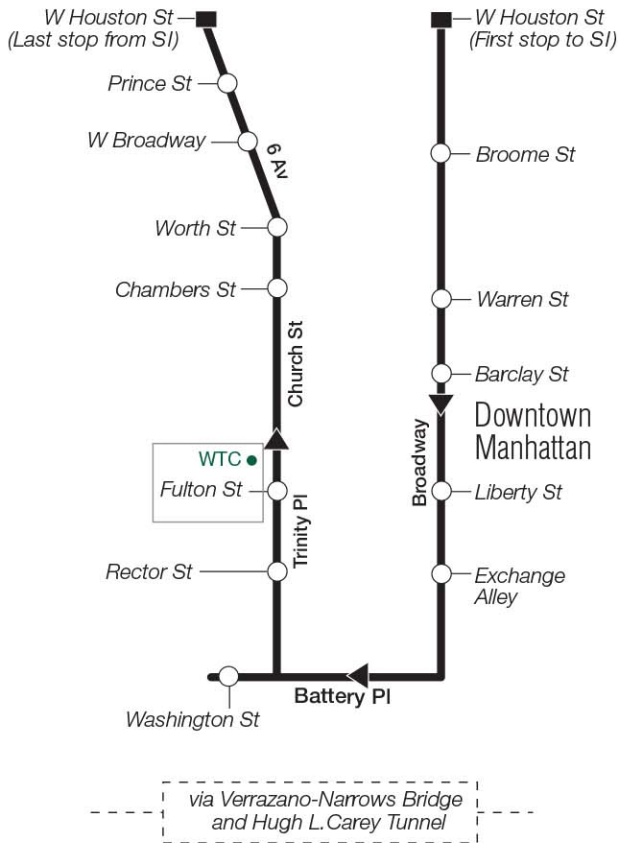 W Houston St
(Last stop from SI)
W Houston St
(First stop to SI)
Prince St
W Broadway
6 Av
Broome St
Worth St
Chambers St
Warren St
Church St
Barclay St
Downtown
Manhattan
Broadway
WTC
Fulton St
Liberty St
Trinity Pl
Rector St
Exchange
Alley
Battery Pl
Washington St
via Verrazano-Narrows Bridge
and Hugh L.Carey Tunnel